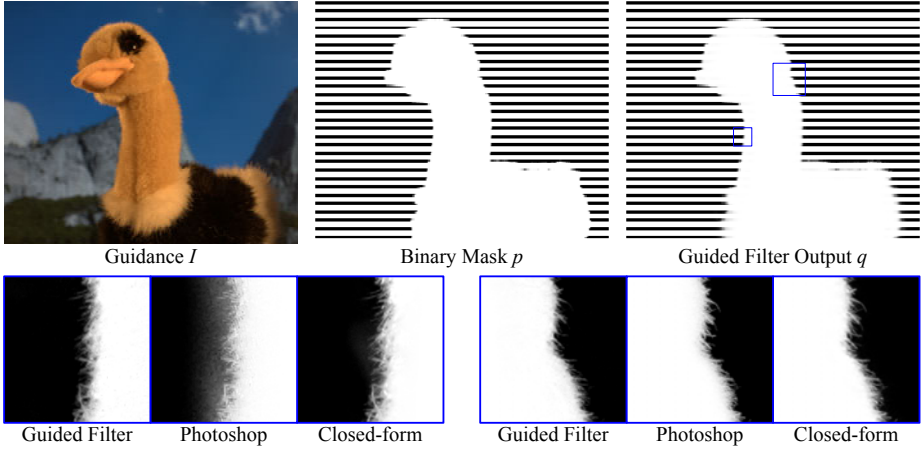 Guidance I
Binary Mask p
Guided Filter Output q
Guided Filter
Photoshop
Closed-form
Guided Filter
Photoshop
Closed-form